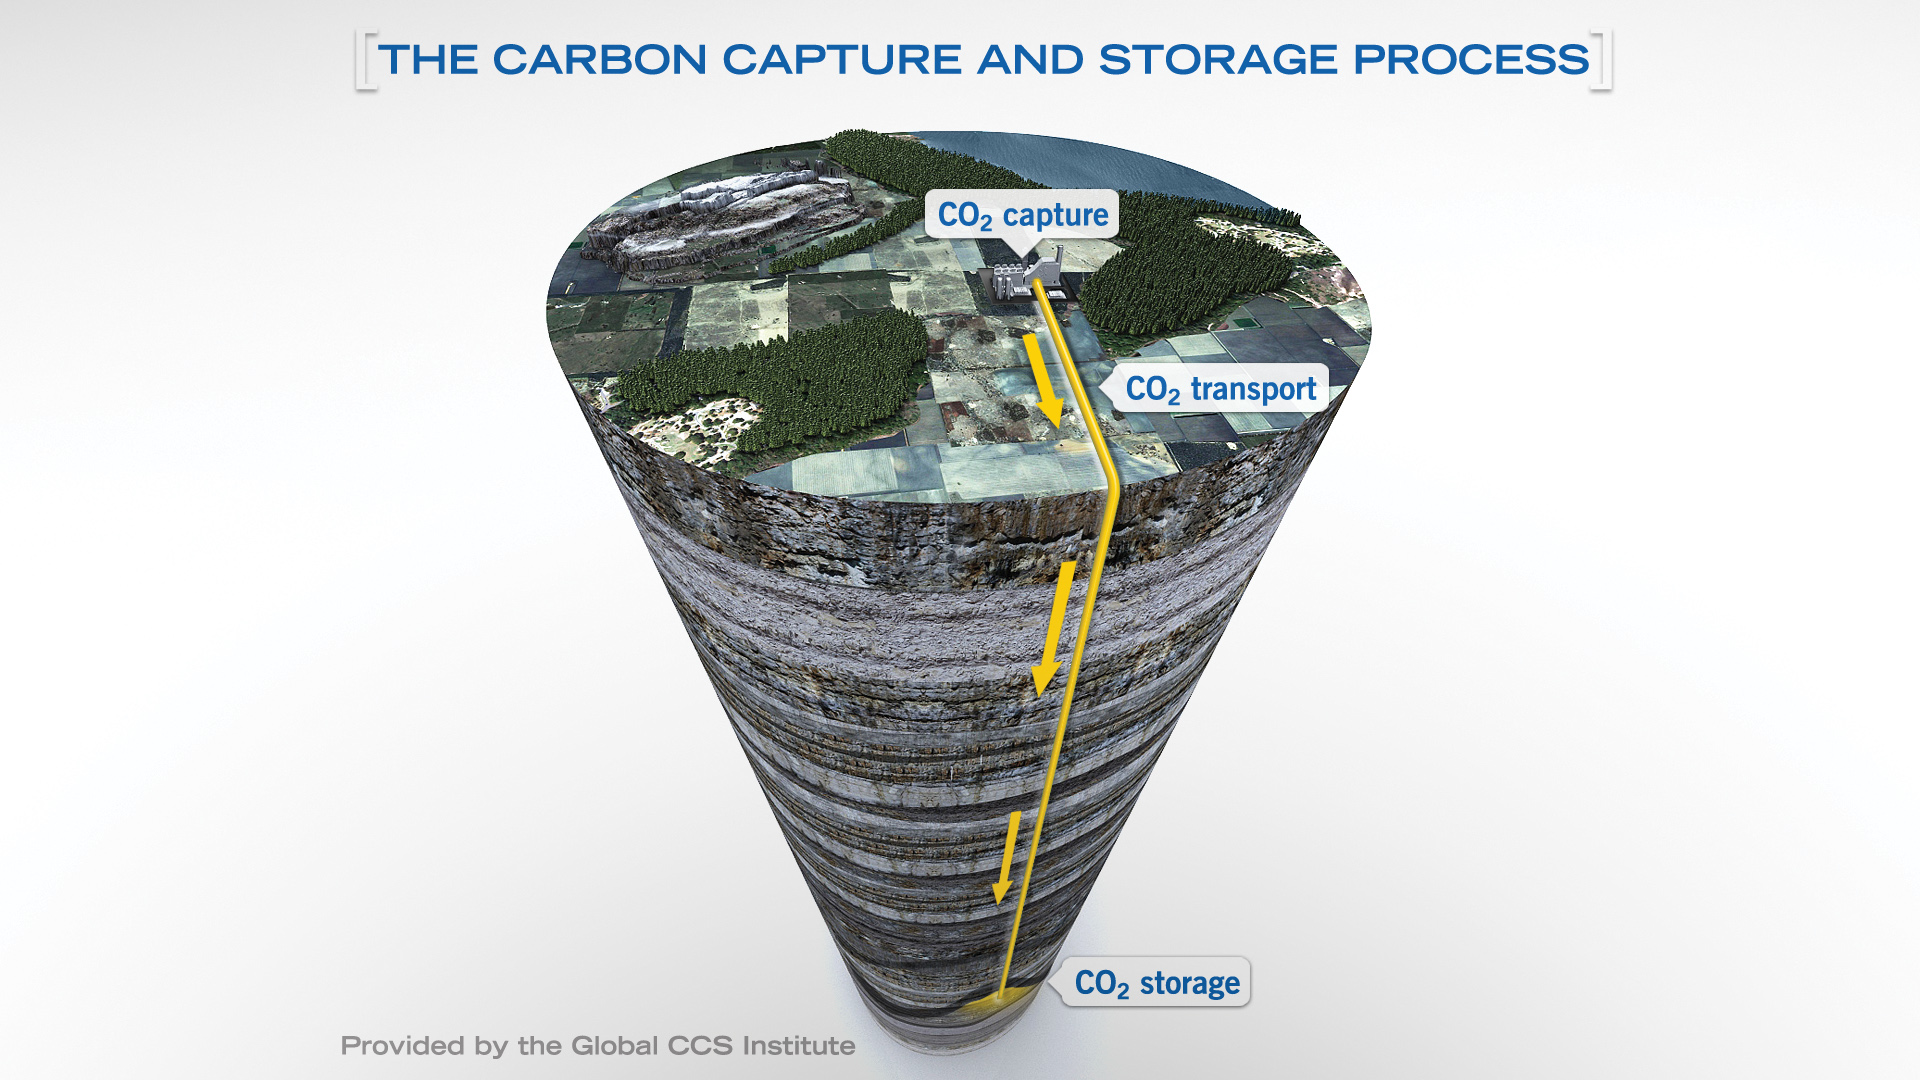 [THE CARBON CAPTURE AND STORAGE PROCESS]
CO₂ capture
CO₂ transport
CO₂ storage
Provided by the Global CCS Institute